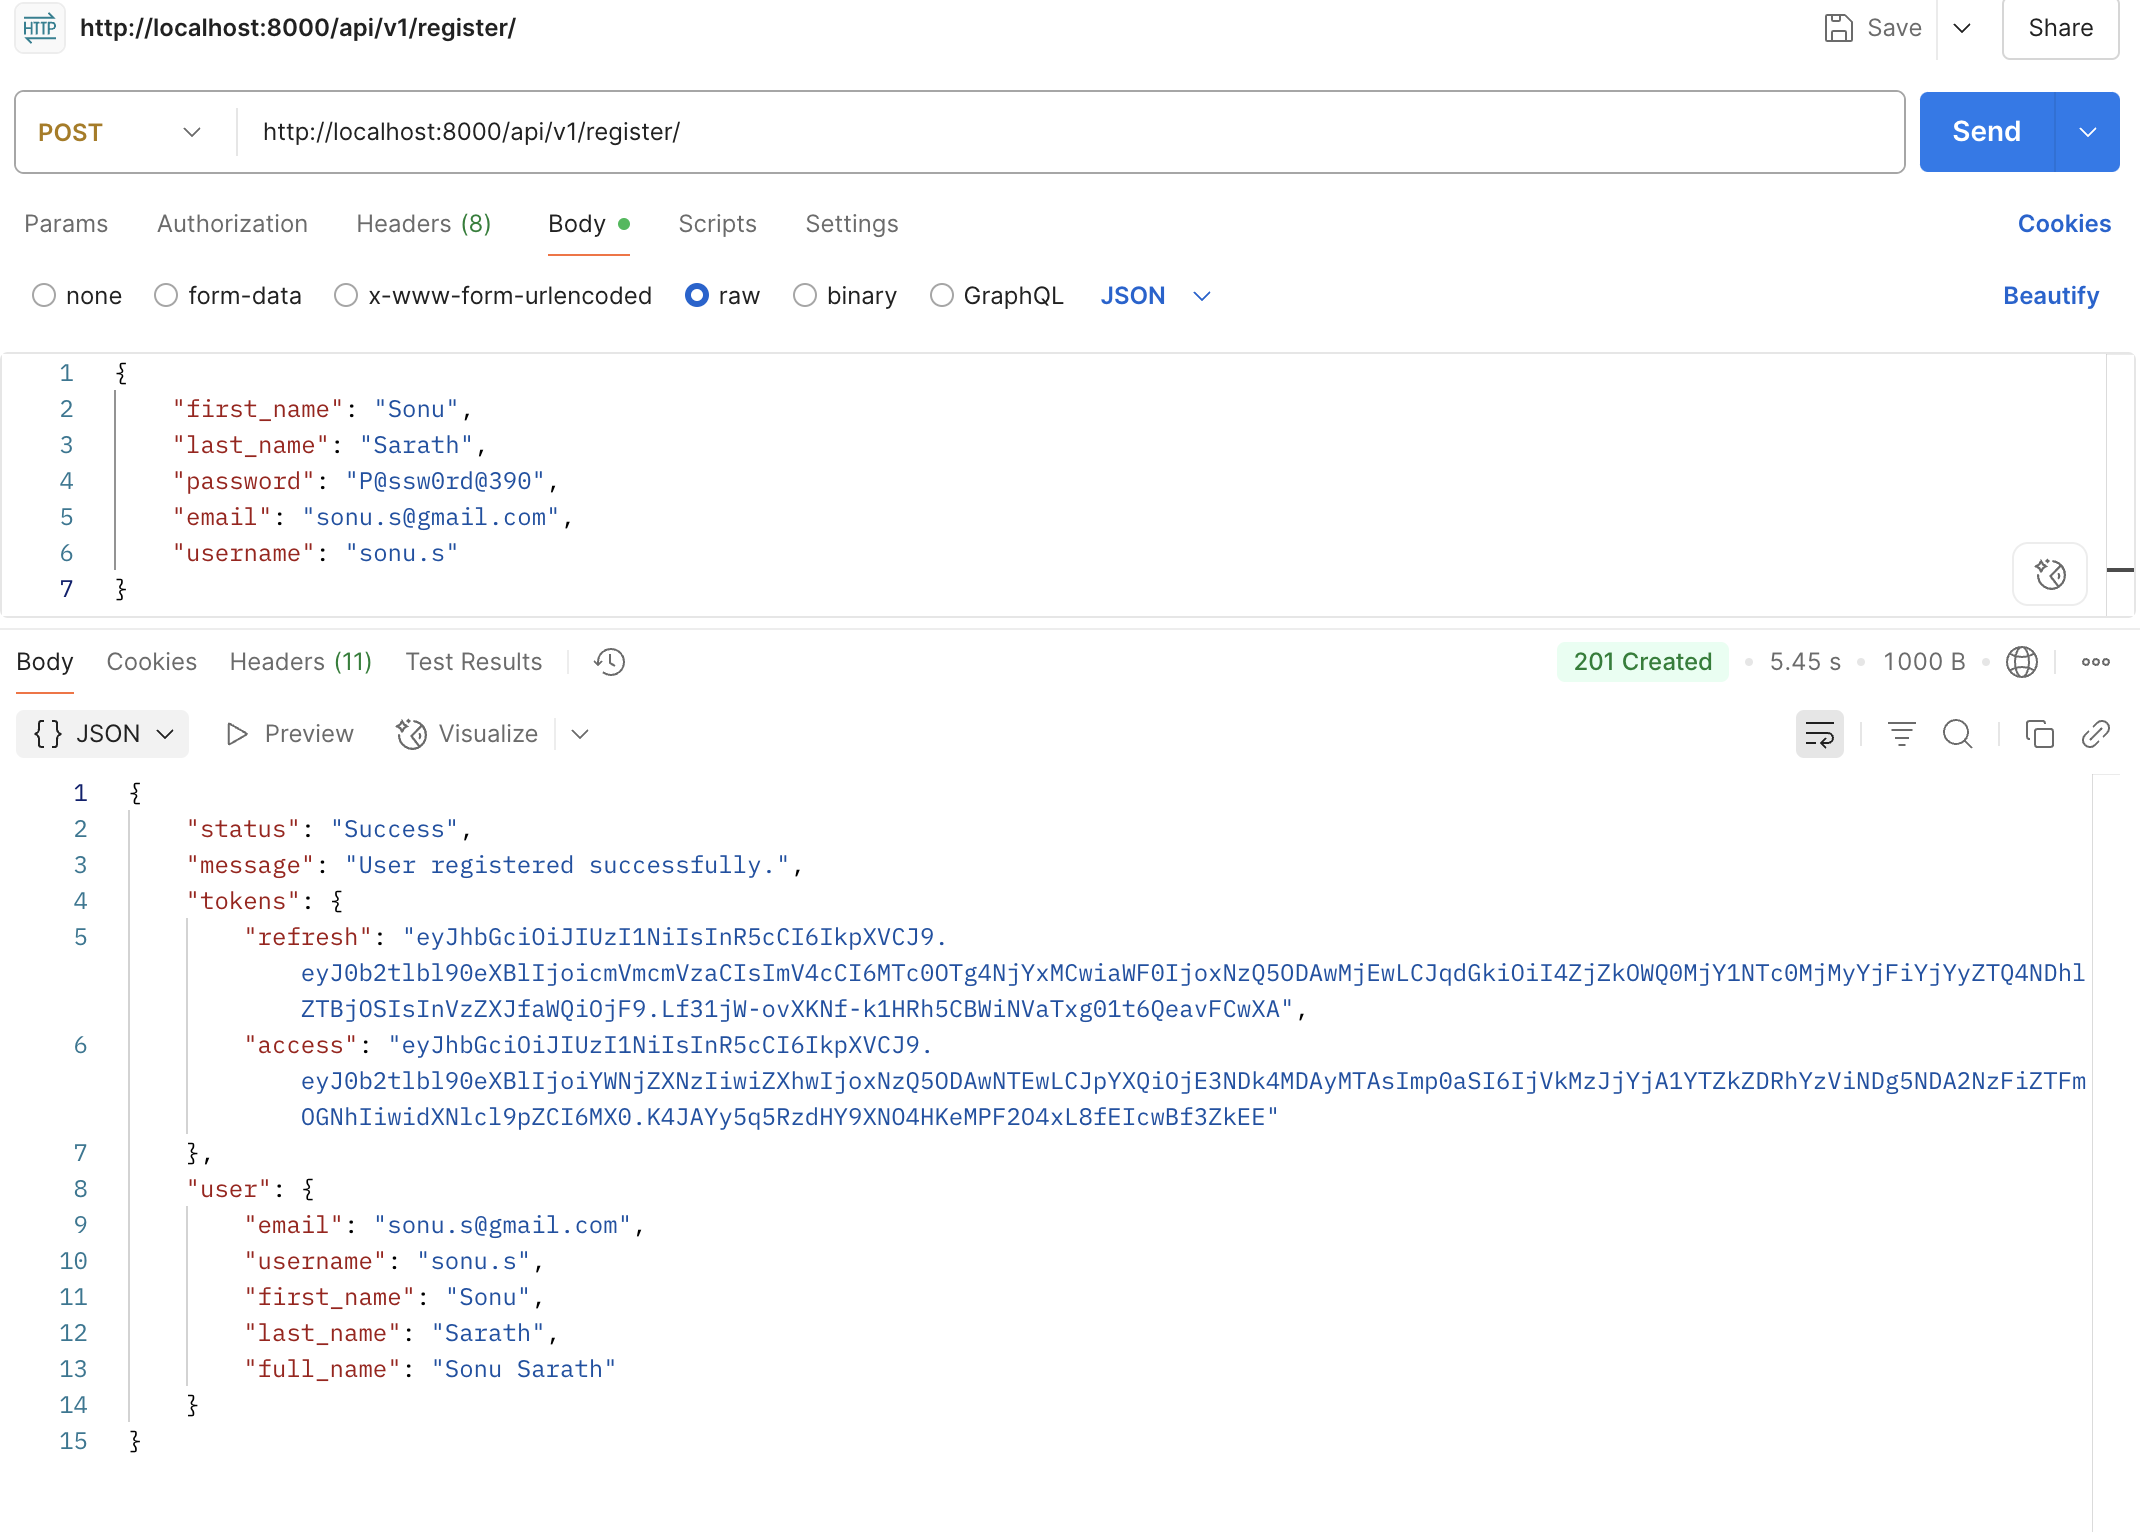 HTTP http://localhost:8000/api/v1/register/ Save Share
POST http://localhost:8000/api/v1/register/ Send
Params Authorization Headers (8) Body Scripts Settings Cookies
none form-data x-www-form-urlencoded raw binary GraphQL JSON Beautify
1 {
2 "first_name": "Sonu",
3 "last_name": "Sarath",
4 "password": "P@ssw0rd@390",
5 "email": "sonu.s@gmail.com",
6 "username": "sonu.s"
7 }
Body Cookies Headers (11) Test Results 201 Created 5.45 s 1000 B
{} JSON Preview Visualize
1 {
2 "status": "Success",
3 "message": "User registered successfully.",
4 "tokens": {
5 "refresh": "eyJhbGciOiJIUzI1NiIsInR5cCI6IkpXVCJ9.
eyJ0b2tlbl90eXBlIjoicmVmcmVzaCIsImV4cCI6MTc0OTg4NjYxMCwiaWF0IjoxNzQ5ODAwMjEwLCJqdGkiOiI4ZjZkOWQ0MjY1NTc0MjMyYjFiYjYyZTQ4NDhl
ZTBjOSIsInVzZXJfaWQiOjF9.Lf31jW-ovXKNf-k1HRh5CBWiNVaTxg01t6QeavFCwXA",
6 "access": "eyJhbGciOiJIUzI1NiIsInR5cCI6IkpXVCJ9.
eyJ0b2tlbl90eXBlIjoiYWNjZXNzIiwiZXhwIjoxNzQ5ODAwNTEwLCJpYXQiOjE3NDk4MDAyMTAsImp0aSI6IjVkMzJjYjA1YTZkZDRhYzViNDg5NDA2NzFiZTFm
OGNhIiwidXNlcl9pZCI6MX0.K4JAYy5q5RzdHY9XNO4HKeMPF2O4xL8fEIcwBf3ZkEE"
7 },
8 "user": {
9 "email": "sonu.s@gmail.com",
10 "username": "sonu.s",
11 "first_name": "Sonu",
12 "last_name": "Sarath",
13 "full_name": "Sonu Sarath"
14 }
15 }